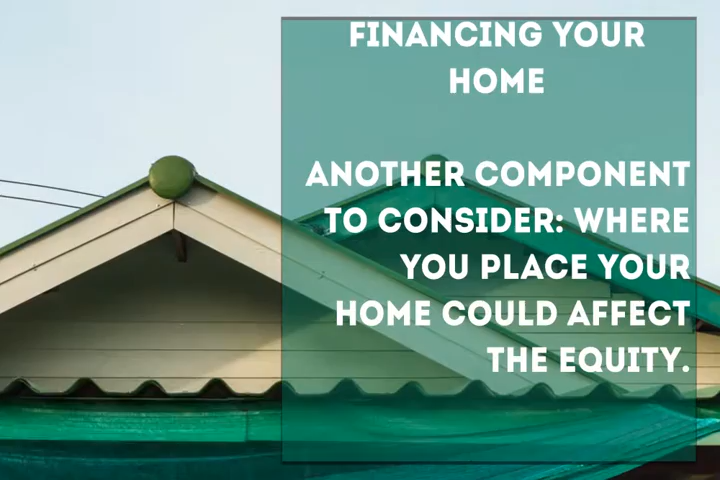 FINANCING YOUR
HOME
ANOTHER COMPONENT
TO CONSIDER: WHERE
YOU PLACE YOUR
HOME COULD AFFECT
THE EQUITY.